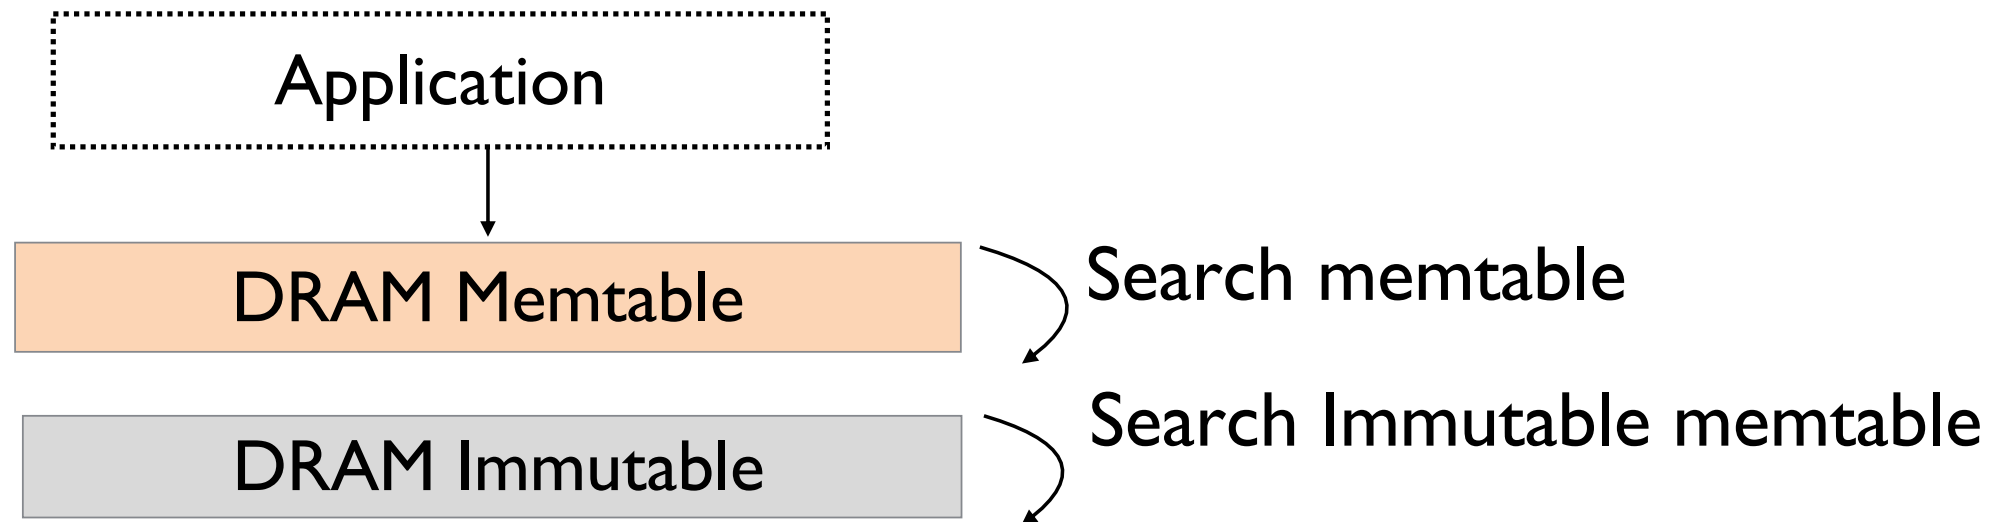 Application
DRAM Memtable
Search memtable
DRAM Immutable
Search Immutable memtable